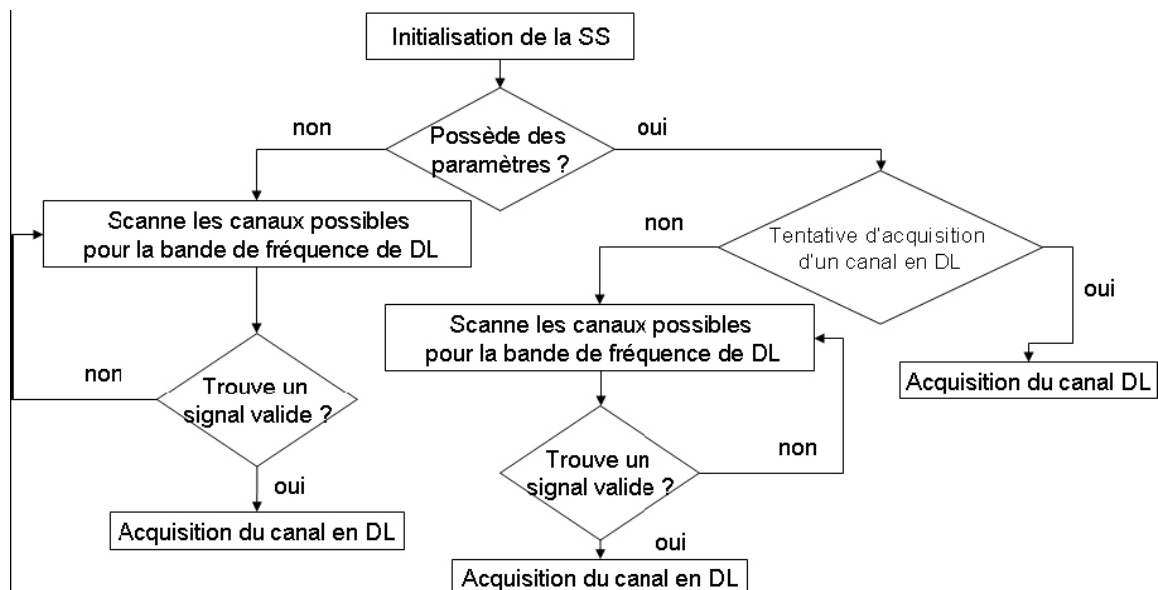 Initialisation de la SS
non
Possède des
paramètres ?
oui
Scanne les canaux possibles
pour la bande de fréquence de DL
non
Tentative d'acquisition
d'un canal en DL
oui
Scanne les canaux possibles
pour la bande de fréquence de DL
non
Trouve un
signal valide ?
Acquisition du canal DL
non
Trouve un
signal valide ?
oui
Acquisition du canal en DL
oui
Acquisition du canal en DL